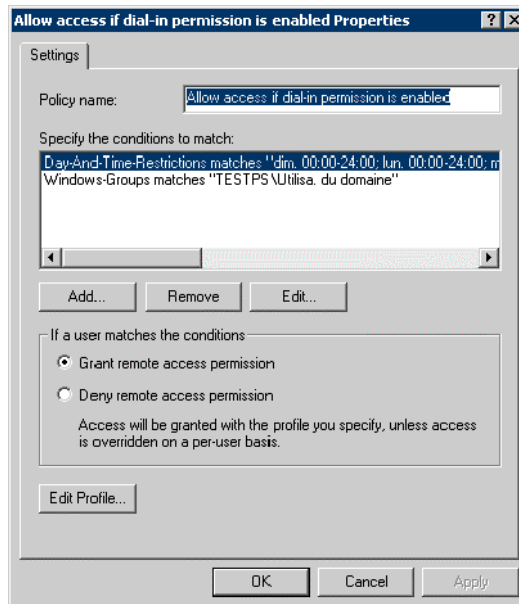 Allow access if dial-in permission is enabled Properties
Settings
Policy name: Allow access if dial-in permission is enabled
Specify the conditions to match:
Day-And-Time-Restrictions matches "dim. 00:00-24:00; lun. 00:00-24:00; m
Windows-Groups matches "TESTPS\Utilisa. du domaine"
Add... Remove Edit...
If a user matches the conditions
Grant remote access permission
Deny remote access permission
Access will be granted with the profile you specify, unless access
is overridden on a per-user basis.
Edit Profile...
OK Cancel Apply